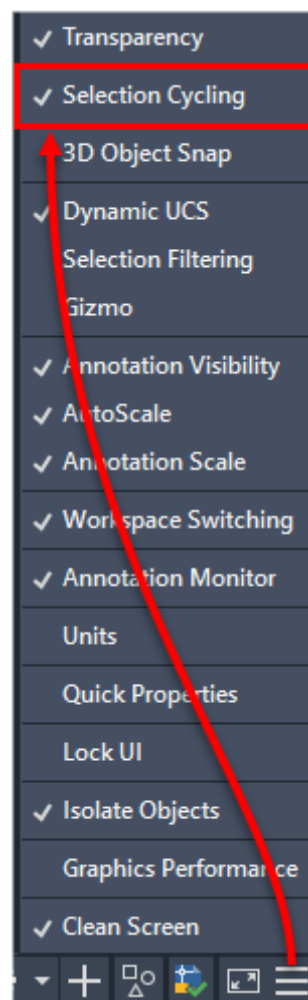 Transparency
Selection Cycling
3D Object Snap
Dynamic UCS
Selection Filtering
Gizmo
Annotation Visibility
AutoScale
Annotation Scale
Workspace Switching
Annotation Monitor
Units
Quick Properties
Lock UI
Isolate Objects
Graphics Performance
Clean Screen